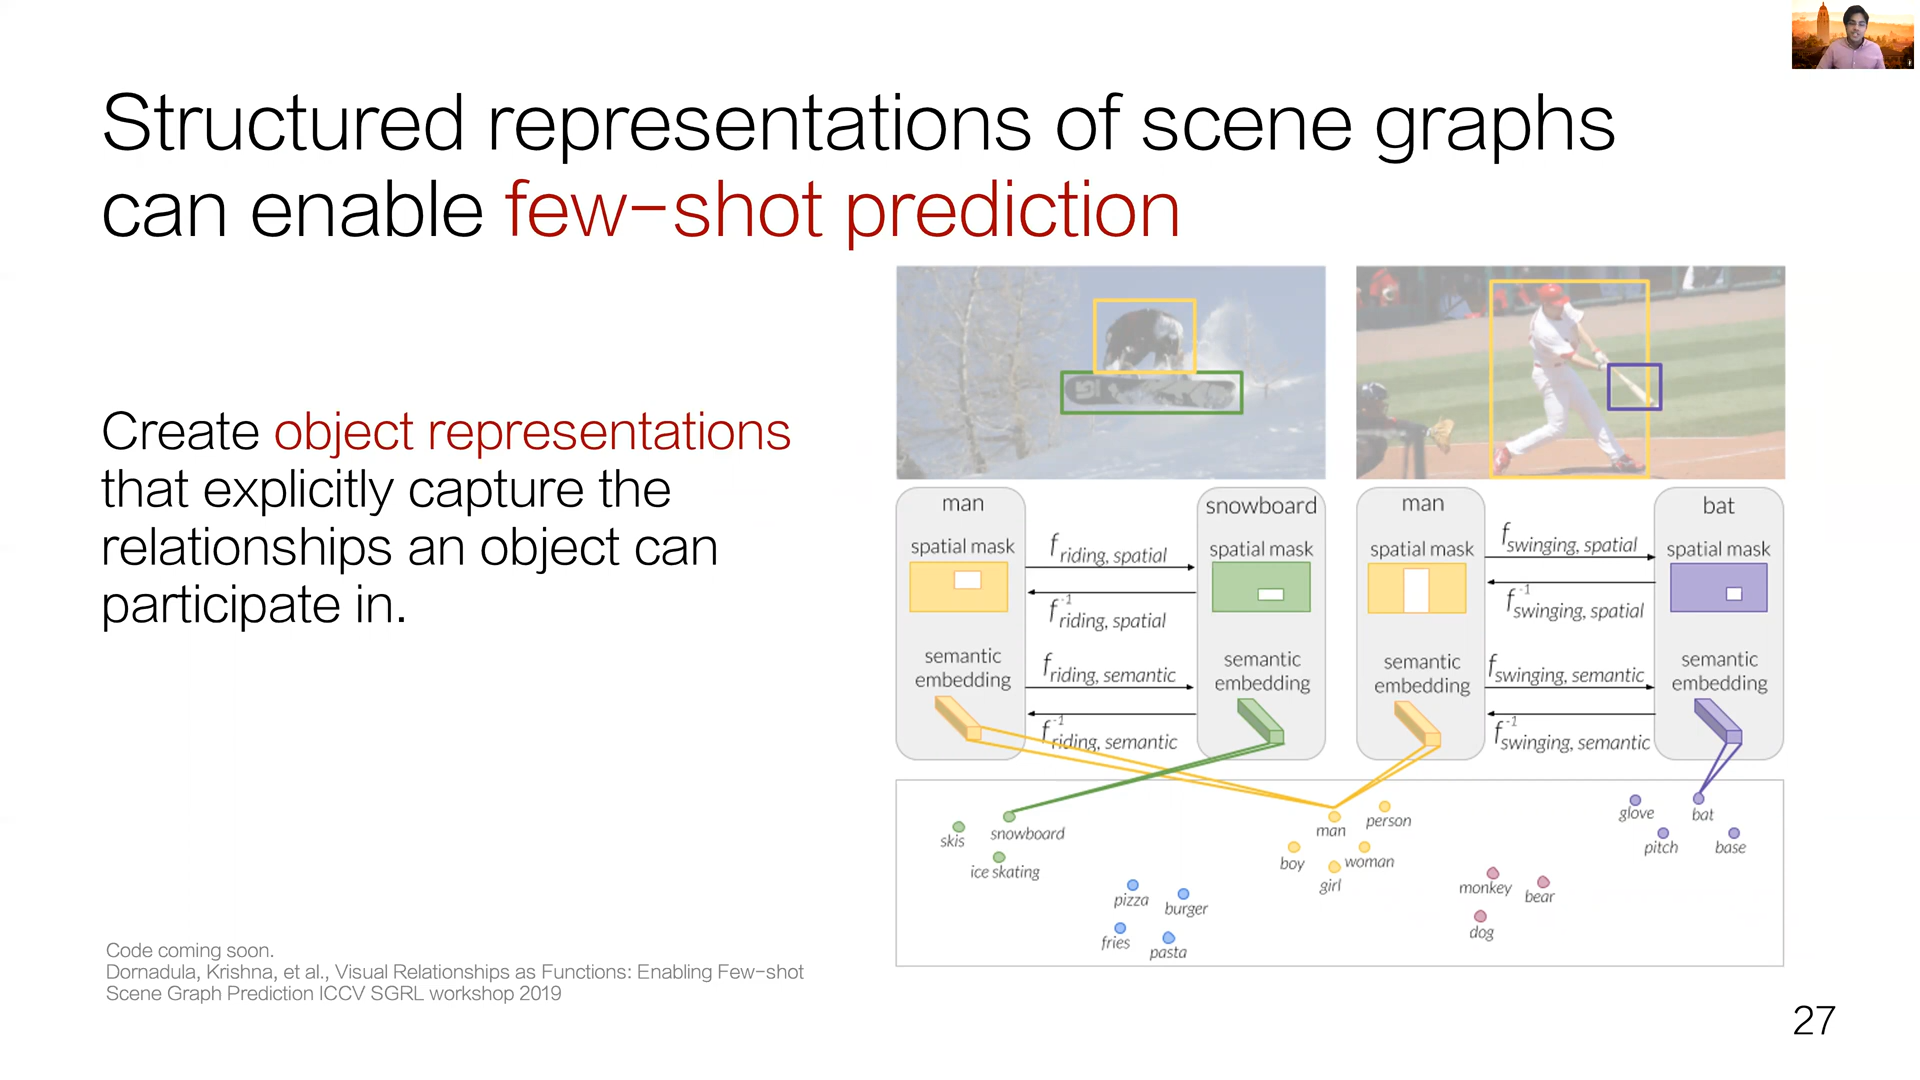 Structured representations of scene graphs
can enable few-shot prediction
Create object representations
that explicitly capture the
relationships an object can
participate in.
man
spatial mask
semantic
embedding
f riding, spatial
f -1 riding, spatial
f riding, semantic
f -1 riding, semantic
snowboard
spatial mask
semantic
embedding
man
spatial mask
semantic
embedding
f swinging, spatial
f -1 swinging, spatial
f swinging, semantic
f -1 swinging, semantic
bat
spatial mask
semantic
embedding
skis
snowboard
ice skating
pizza
burger
fries
pasta
man
person
boy
woman
girl
monkey
bear
dog
glove
bat
pitch
base
Code coming soon.
Dornadula, Krishna, et al., Visual Relationships as Functions: Enabling Few-shot
Scene Graph Prediction ICCV SGRL workshop 2019
27